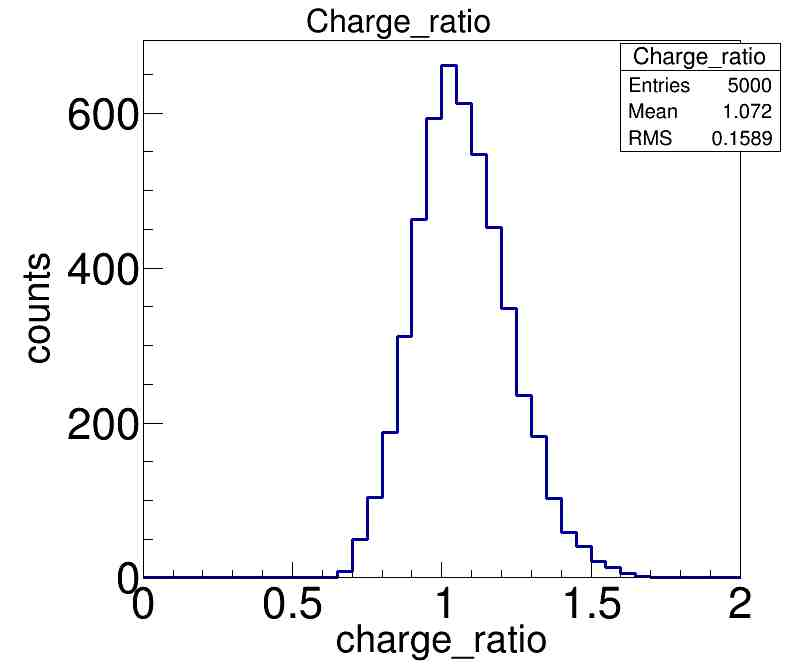 Charge_ratio
Charge_ratio
Entries 5000
Mean 1.072
RMS 0.1589
600
400
200
0
counts
0 0.5 1 1.5 2
charge_ratio